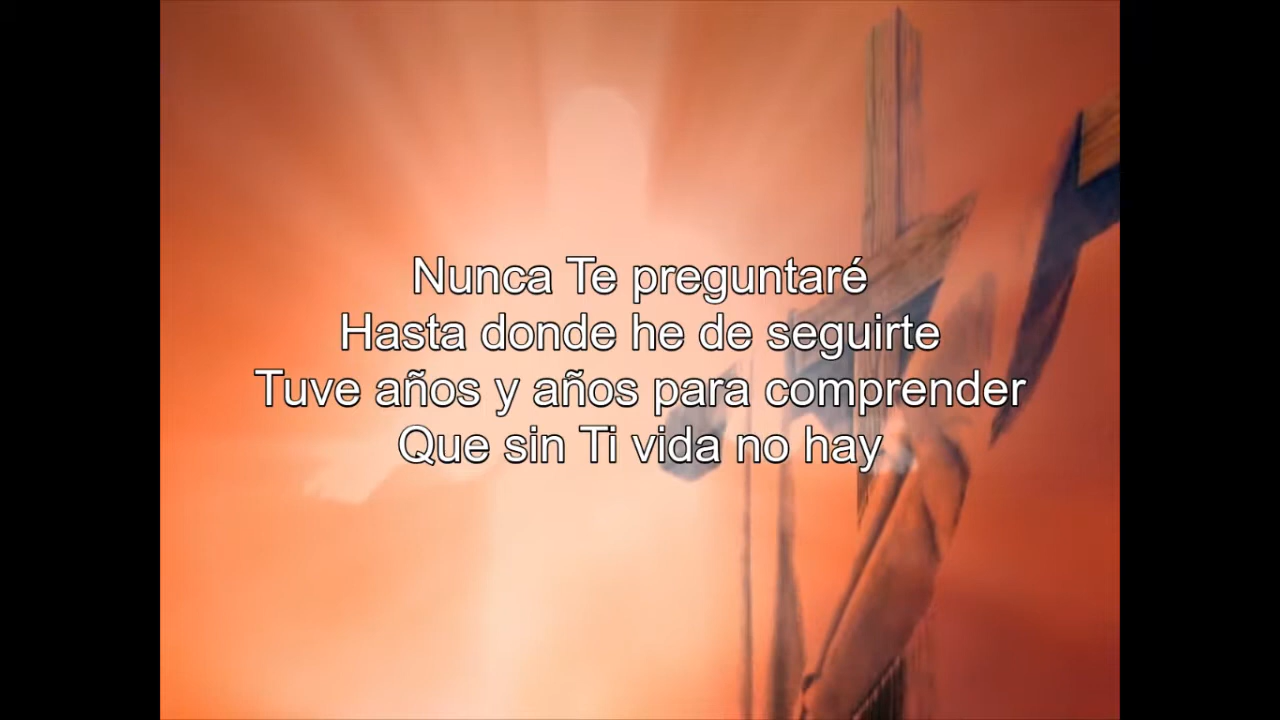 Nunca Te preguntaré
Hasta donde he de seguirte
Tuve años y años para comprender
Que sin Ti vida no hay